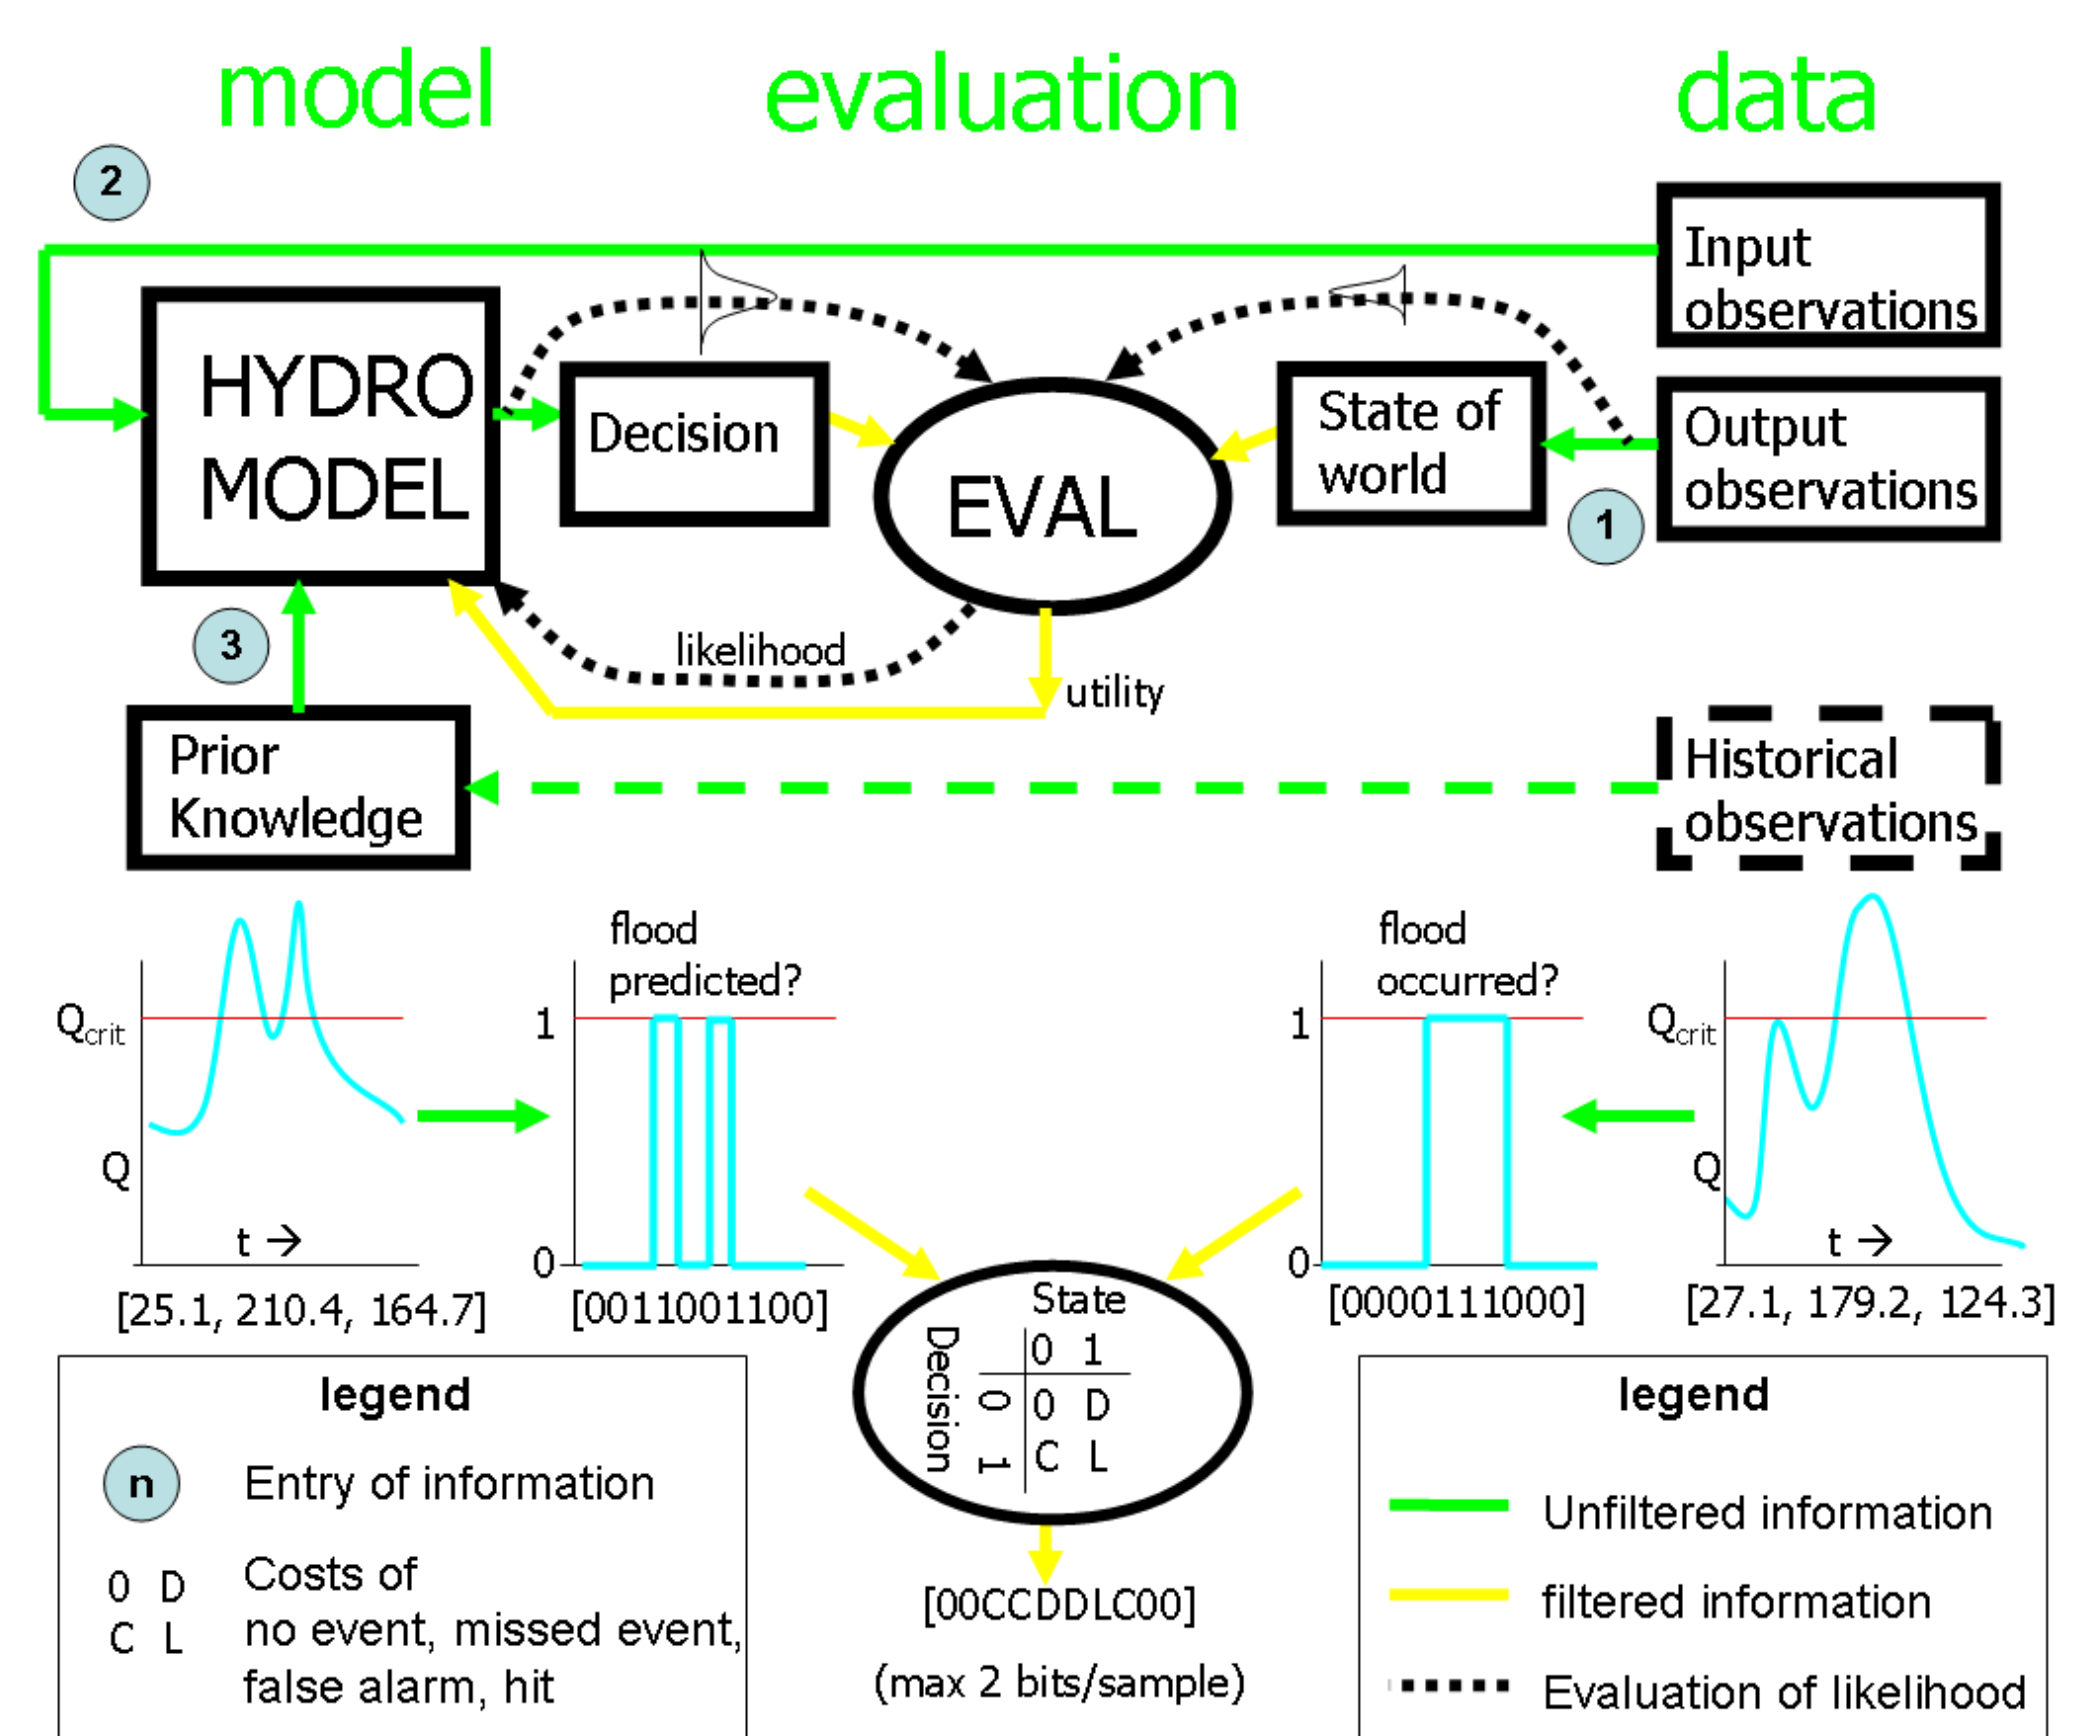 model
evaluation
data
2
Input
observations
HYDRO
MODEL
Decision
EVAL
State of
world
Output
observations
1
3
likelihood
utility
Prior
Knowledge
Historical
observations
Qcrit
Q
t →
[25.1, 210.4, 164.7]
flood
predicted?
1
0
[0011001100]
flood
occurred?
1
0
[0000111000]
Qcrit
Q
t →
[27.1, 179.2, 124.3]
State
Decision
0 1
0 0 D
1 C L
[00CCDDLC00]
(max 2 bits/sample)
legend
n Entry of information
0 D Costs of
C L no event, missed event,
false alarm, hit
legend
Unfiltered information
filtered information
Evaluation of likelihood